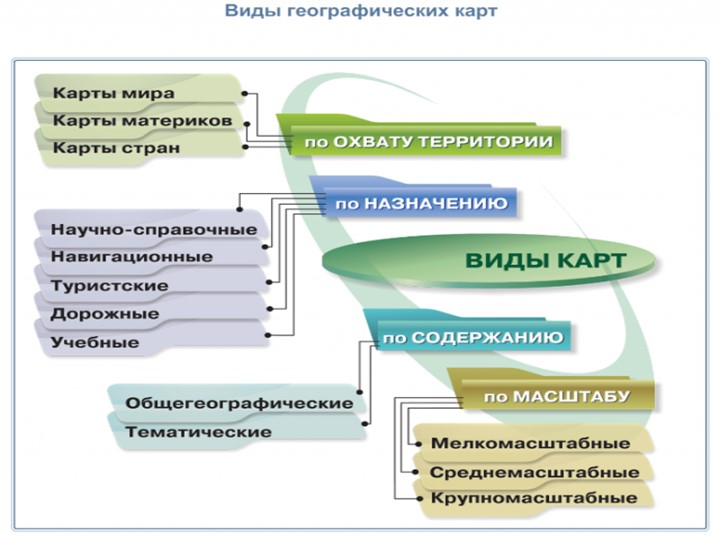 Виды географических карт
Карты мира
Карты материков
Карты стран
по ОХВАТУ ТЕРРИТОРИИ
по НАЗНАЧЕНИЮ
Научно-справочные
Навигационные
Туристские
Дорожные
Учебные
ВИДЫ КАРТ
по СОДЕРЖАНИЮ
Общегеографические
Тематические
по МАСШТАБУ
Мелкомасштабные
Среднемасштабные
Крупномасштабные